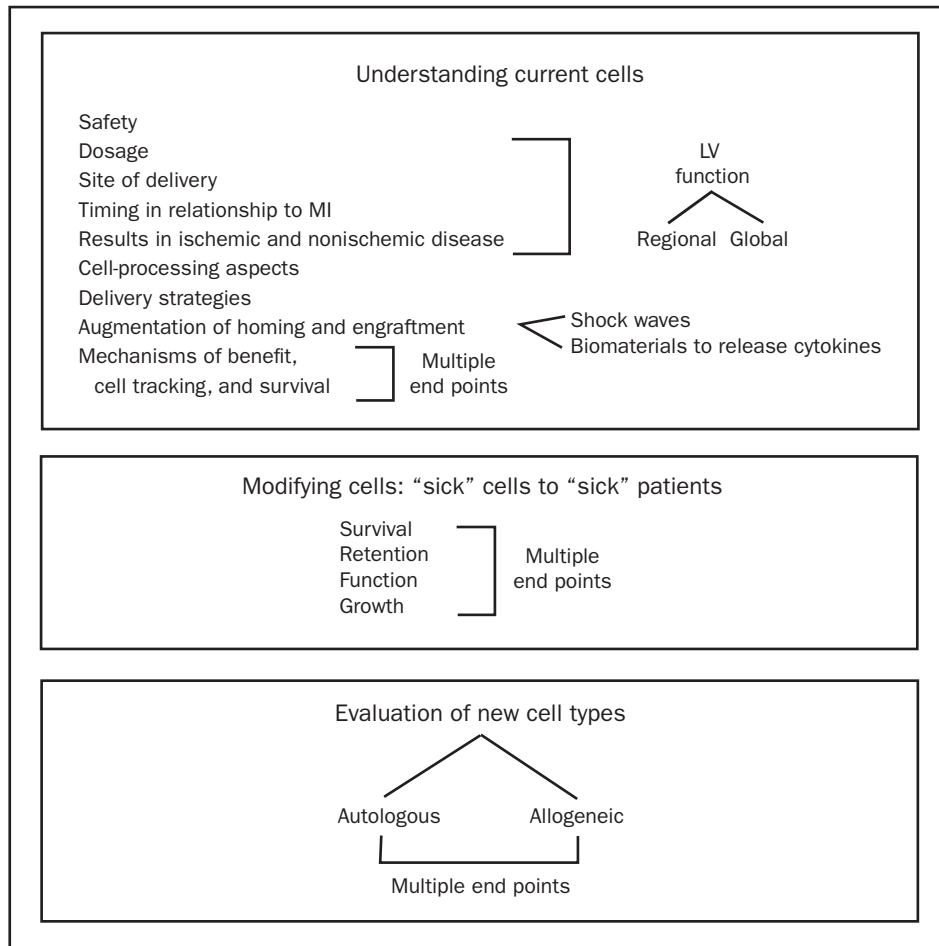 Understanding current cells
Safety
Dosage
Site of delivery
Timing in relationship to MI
Results in ischemic and nonischemic disease
Cell-processing aspects
Delivery strategies
Augmentation of homing and engraftment
Mechanisms of benefit,
cell tracking, and survival
LV
function
Regional Global
Shock waves
Biomaterials to release cytokines
Multiple
end points
Modifying cells: “sick” cells to “sick” patients
Survival
Retention
Function
Growth
Multiple
end points
Evaluation of new cell types
Autologous Allogeneic
Multiple end points